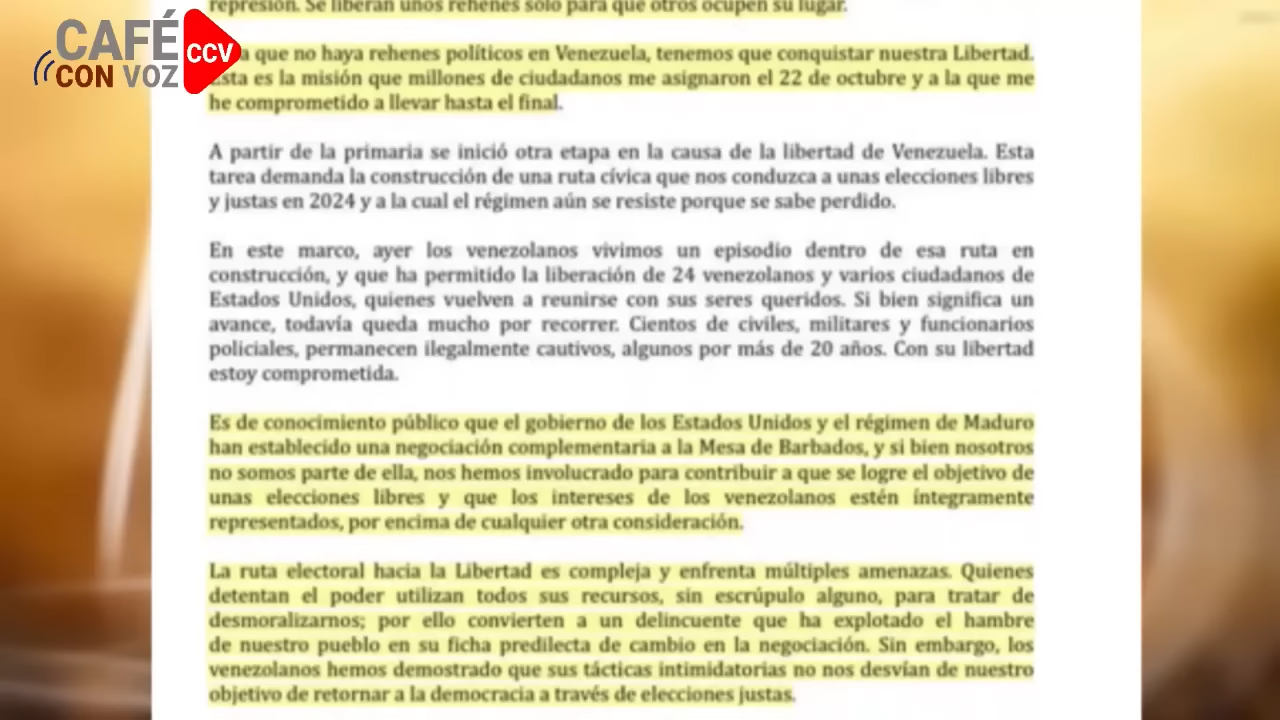 represión. Se liberan unos rehenes solo para que otros ocupen su lugar.
CAFÉ
CON VOZ
CCV
que no haya rehenes políticos en Venezuela, tenemos que conquistar nuestra Libertad.
Esta es la misión que millones de ciudadanos me asignaron el 22 de octubre y a la que me
he comprometido a llevar hasta el final.
A partir de la primaria se inició otra etapa en la causa de la libertad de Venezuela. Esta
tarea demanda la construcción de una ruta cívica que nos conduzca a unas elecciones libres
y justas en 2024 y a la cual el régimen aún se resiste porque se sabe perdido.
En este marco, ayer los venezolanos vivimos un episodio dentro de esa ruta en
construcción, y que ha permitido la liberación de 24 venezolanos y varios ciudadanos de
Estados Unidos, quienes vuelven a reunirse con sus seres queridos. Si bien significa un
avance, todavía queda mucho por recorrer. Cientos de civiles, militares y funcionarios
policiales, permanecen ilegalmente cautivos, algunos por más de 20 años. Con su libertad
estoy comprometida.
Es de conocimiento público que el gobierno de los Estados Unidos y el régimen de Maduro
han establecido una negociación complementaria a la Mesa de Barbados, y si bien nosotros
no somos parte de ella, nos hemos involucrado para contribuir a que se logre el objetivo de
unas elecciones libres y que los intereses de los venezolanos estén íntegramente
representados, por encima de cualquier otra consideración.
La ruta electoral hacia la Libertad es compleja y enfrenta múltiples amenazas. Quienes
detentan el poder utilizan todos sus recursos, sin escrúpulo alguno, para tratar de
desmoralizarnos; por ello convierten a un delincuente que ha explotado el hambre
de nuestro pueblo en su ficha predilecta de cambio en la negociación. Sin embargo, los
venezolanos hemos demostrado que sus tácticas intimidatorias no nos desvían de nuestro
objetivo de retornar a la democracia a través de elecciones justas.